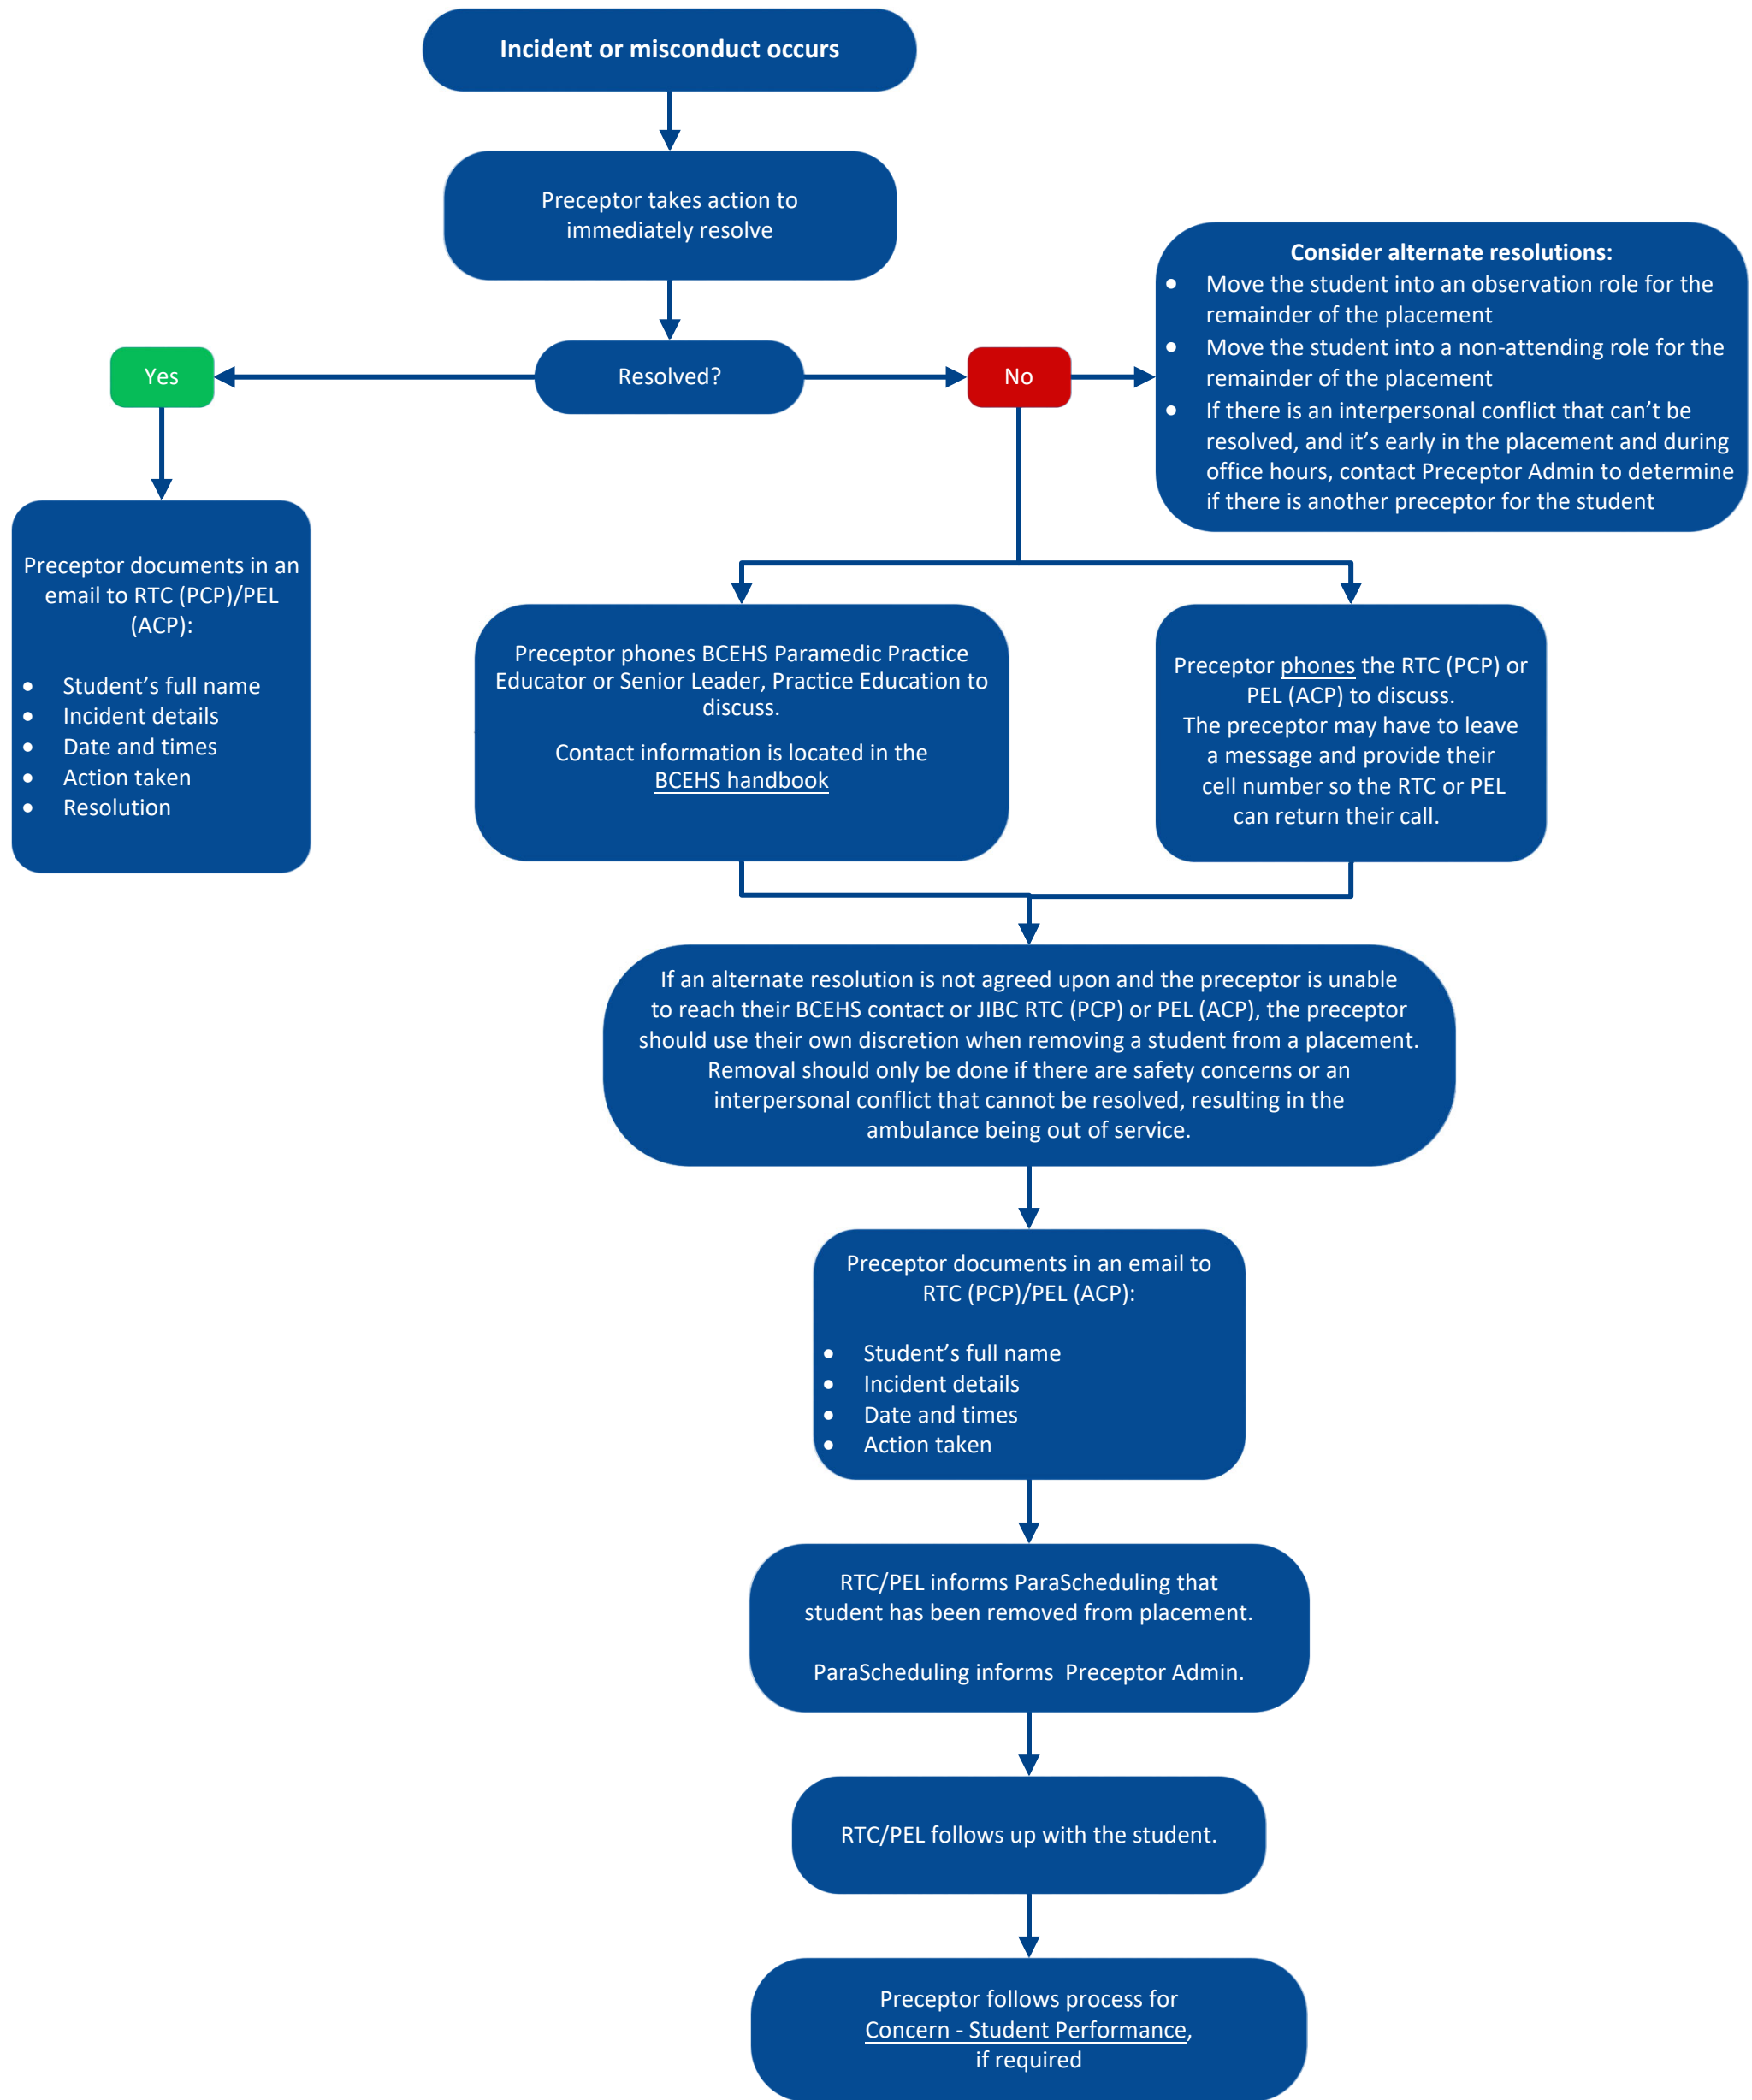 Incident or misconduct occurs
Preceptor takes action to
immediately resolve
Resolved?
Yes
No
Consider alternate resolutions:
• Move the student into an observation role for the
remainder of the placement
• Move the student into a non-attending role for the
remainder of the placement
• If there is an interpersonal conflict that can’t be
resolved, and it’s early in the placement and during
office hours, contact Preceptor Admin to determine
if there is another preceptor for the student
Preceptor documents in an
email to RTC (PCP)/PEL
(ACP):
• Student’s full name
• Incident details
• Date and times
• Action taken
• Resolution
Preceptor phones BCEHS Paramedic Practice
Educator or Senior Leader, Practice Education to
discuss.
Contact information is located in the
BCEHS handbook
Preceptor phones the RTC (PCP) or
PEL (ACP) to discuss.
The preceptor may have to leave
a message and provide their
cell number so the RTC or PEL
can return their call.
If an alternate resolution is not agreed upon and the preceptor is unable
to reach their BCEHS contact or JIBC RTC (PCP) or PEL (ACP), the preceptor
should use their own discretion when removing a student from a placement.
Removal should only be done if there are safety concerns or an
interpersonal conflict that cannot be resolved, resulting in the
ambulance being out of service.
Preceptor documents in an email to
RTC (PCP)/PEL (ACP):
• Student’s full name
• Incident details
• Date and times
• Action taken
RTC/PEL informs ParaScheduling that
student has been removed from placement.
ParaScheduling informs  Preceptor Admin.
RTC/PEL follows up with the student.
Preceptor follows process for
Concern - Student Performance,
if required